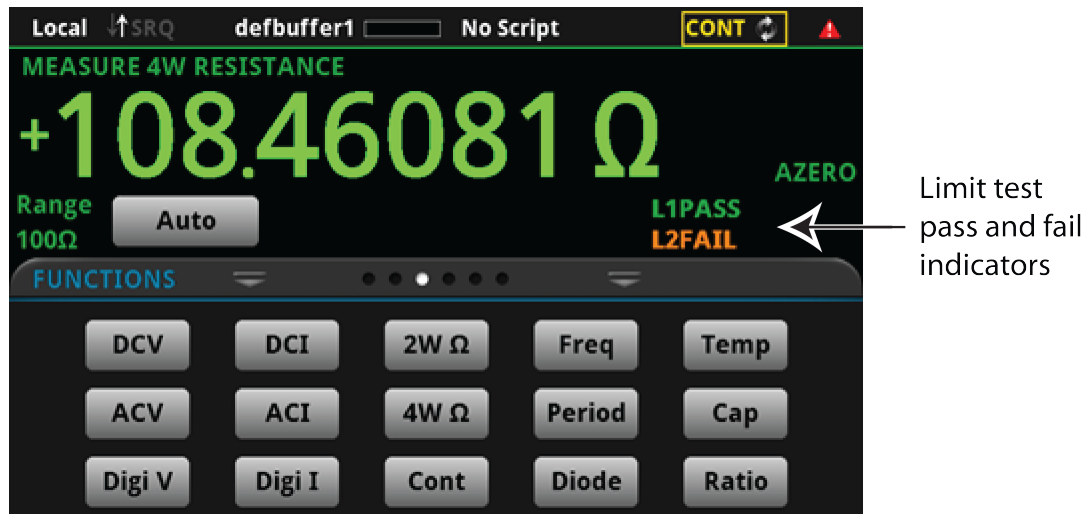 Local SRQ defbuffer1 No Script CONT
MEASURE 4W RESISTANCE
+108.46081 Ω
AZERO
Range
100Ω
Auto
L1PASS
L2FAIL
Limit test
pass and fail
indicators
FUNCTIONS
DCV DCI 2W Ω Freq Temp
ACV ACI 4W Ω Period Cap
Digi V Digi I Cont Diode Ratio